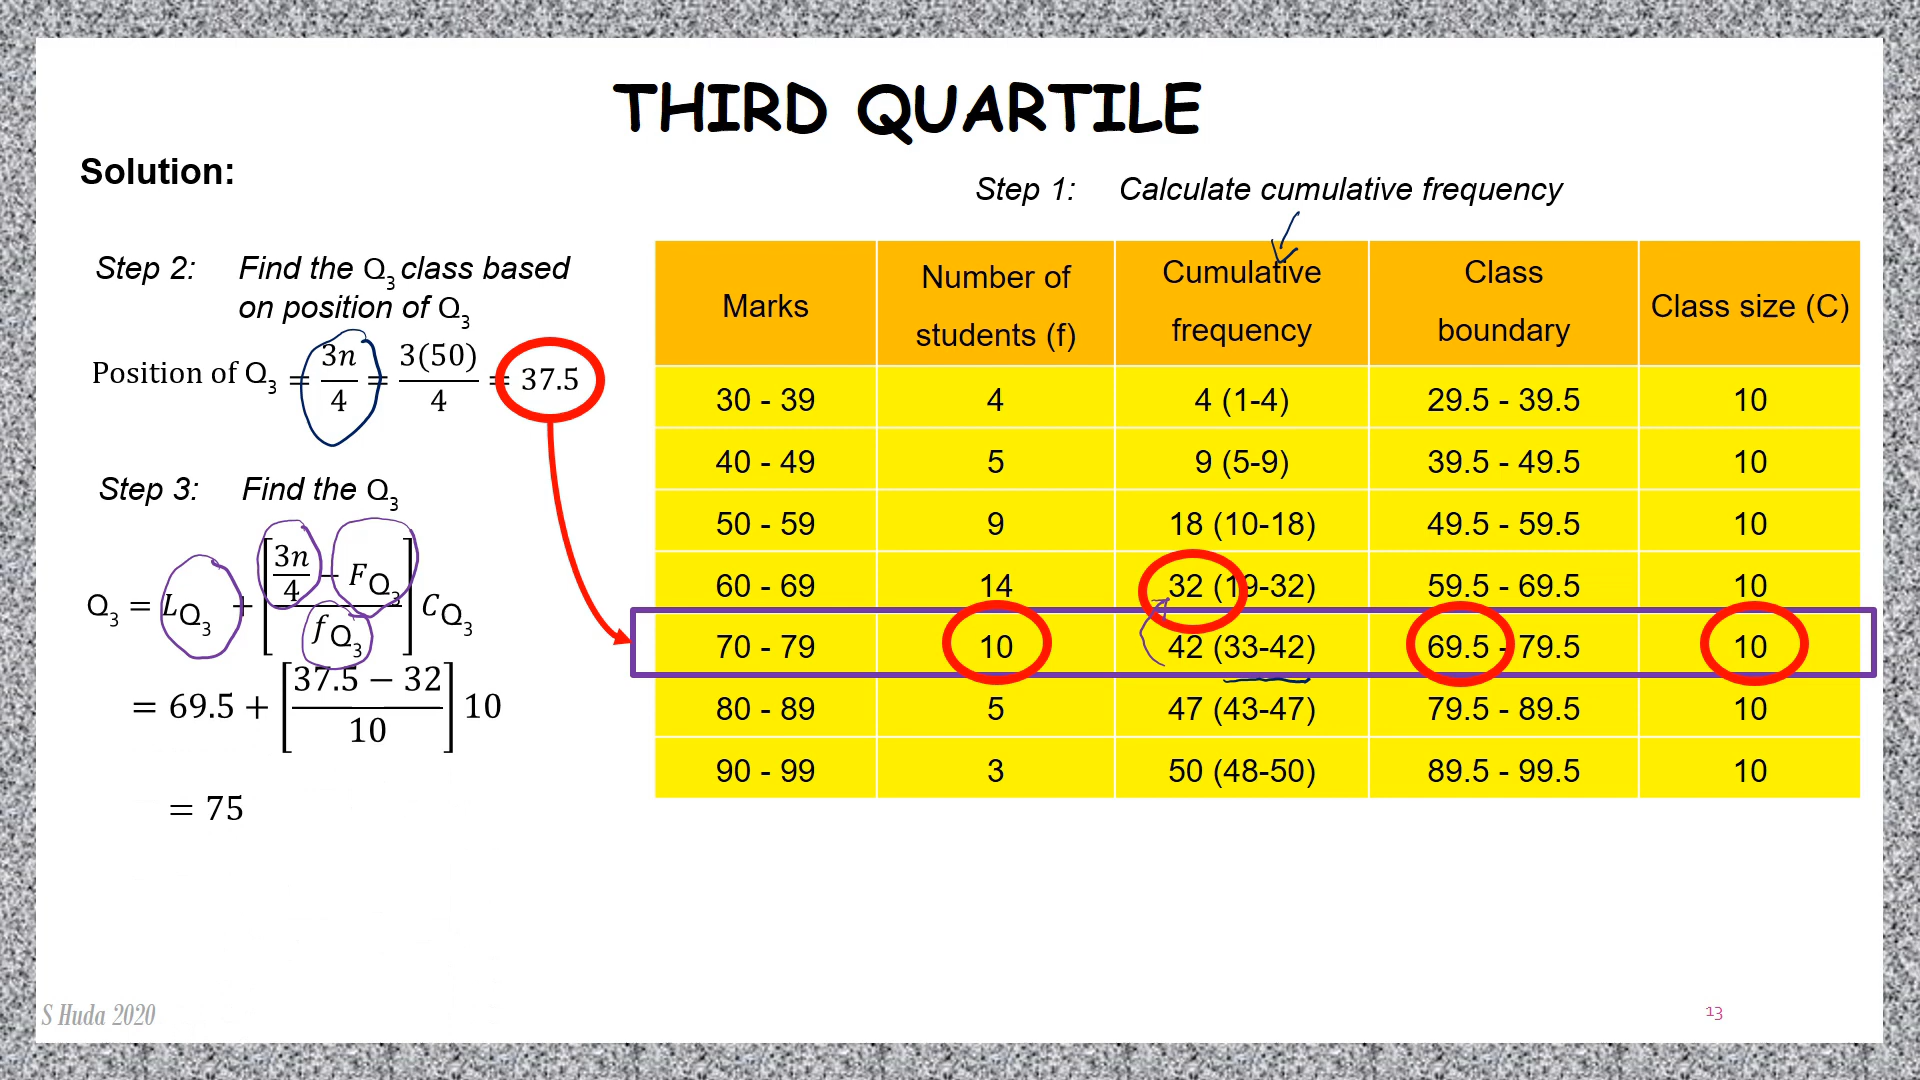 THIRD QUARTILE
Solution:
Step 1: Calculate cumulative frequency
Step 2: Find the Q3 class based
on position of Q3
Position of Q3 = 3n/4 = 3(50)/4 = 37.5
Step 3: Find the Q3
Q3 = LQ3 + [(3n/4 − FQ3)/fQ3] CQ3
= 69.5 + [(37.5 − 32)/10] 10
= 75
Marks Number of students (f) Cumulative frequency Class boundary Class size (C)
30 - 39 4 4 (1-4) 29.5 - 39.5 10
40 - 49 5 9 (5-9) 39.5 - 49.5 10
50 - 59 9 18 (10-18) 49.5 - 59.5 10
60 - 69 14 32 (19-32) 59.5 - 69.5 10
70 - 79 10 42 (33-42) 69.5 - 79.5 10
80 - 89 5 47 (43-47) 79.5 - 89.5 10
90 - 99 3 50 (48-50) 89.5 - 99.5 10
S Huda 2020
13